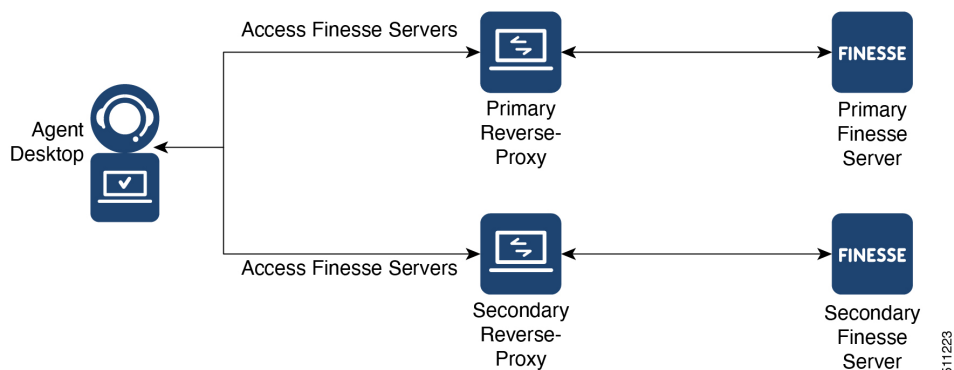 Access Finesse Servers
Agent
Desktop
Primary
Reverse-
Proxy
FINESSE
Primary
Finesse
Server
Access Finesse Servers
Secondary
Reverse-
Proxy
FINESSE
Secondary
Finesse
Server